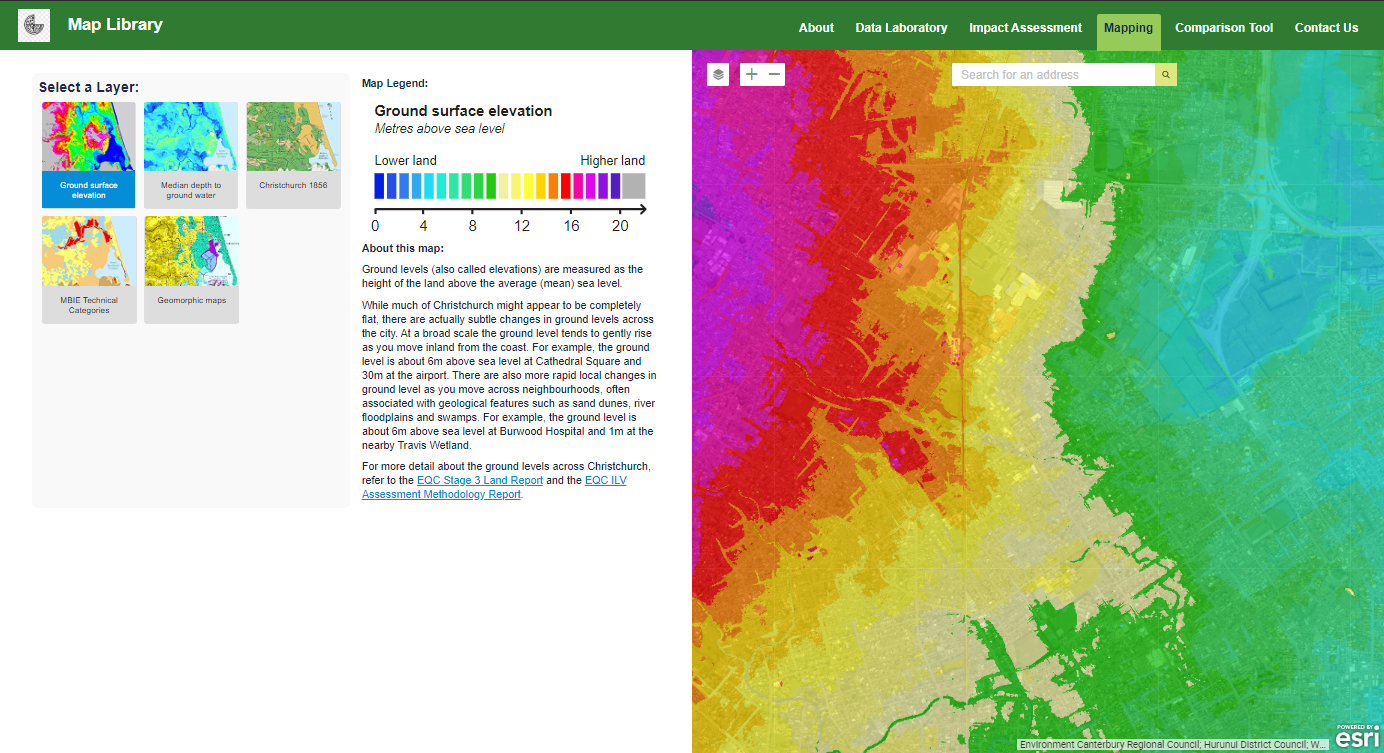 Map Library
About
Data Laboratory
Impact Assessment
Mapping
Comparison Tool
Contact Us
Select a Layer:
Ground surface
elevation
Median depth to
ground water
Christchurch 1856
MBIE Technical
Categories
Geomorphic maps
Map Legend:
Ground surface elevation
Metres above sea level
Lower land
Higher land
0 4 8 12 16 20
About this map:
Ground levels (also called elevations) are measured as the
height of the land above the average (mean) sea level.
While much of Christchurch might appear to be completely
flat, there are actually subtle changes in ground levels across
the city. At a broad scale the ground level tends to gently rise
as you move inland from the coast. For example, the ground
level is about 6m above sea level at Cathedral Square and
30m at the airport. There are also more rapid local changes in
ground level as you move across neighbourhoods, often
associated with geological features such as sand dunes, river
floodplains and swamps. For example, the ground level is
about 6m above sea level at Burwood Hospital and 1m at the
nearby Travis Wetland.
For more detail about the ground levels across Christchurch,
refer to the EQC Stage 3 Land Report and the EQC ILV
Assessment Methodology Report.
Search for an address
POWERED BY
esri
Environment Canterbury Regional Council; Hurunui District Council; W...